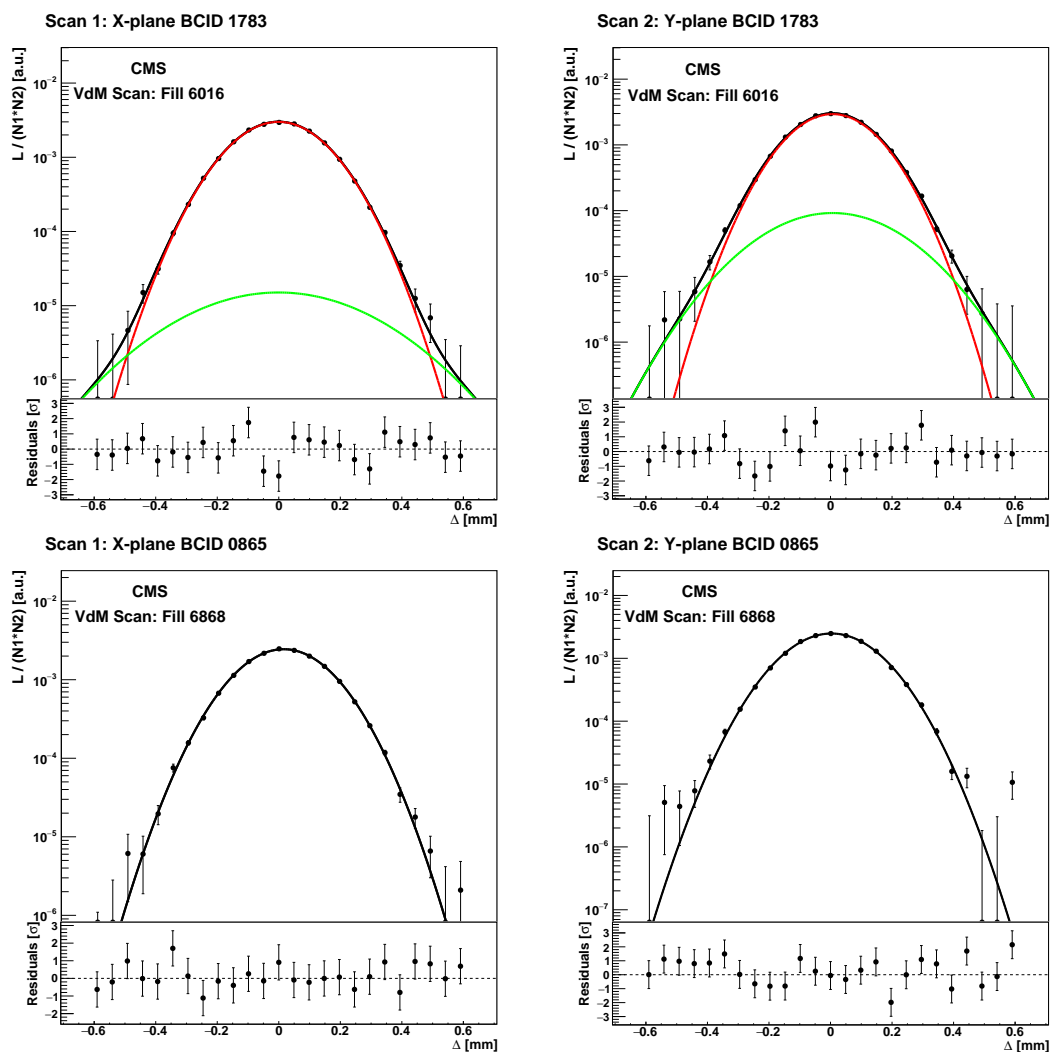 Scan 1: X-plane BCID 1783
CMS
VdM Scan: Fill 6016
L / (N1*N2) [a.u.]
10⁻²
10⁻³
10⁻⁴
10⁻⁵
10⁻⁶
Residuals [σ]
3
2
1
0
−1
−2
−3
−0.6 −0.4 −0.2 0 0.2 0.4 0.6
Δ [mm]
Scan 2: Y-plane BCID 1783
CMS
VdM Scan: Fill 6016
L / (N1*N2) [a.u.]
10⁻²
10⁻³
10⁻⁴
10⁻⁵
10⁻⁶
Residuals [σ]
3
2
1
0
−1
−2
−3
−0.6 −0.4 −0.2 0 0.2 0.4 0.6
Δ [mm]
Scan 1: X-plane BCID 0865
CMS
VdM Scan: Fill 6868
L / (N1*N2) [a.u.]
10⁻²
10⁻³
10⁻⁴
10⁻⁵
10⁻⁶
Residuals [σ]
3
2
1
0
−1
−2
−0.6 −0.4 −0.2 0 0.2 0.4 0.6
Δ [mm]
Scan 2: Y-plane BCID 0865
CMS
VdM Scan: Fill 6868
L / (N1*N2) [a.u.]
10⁻²
10⁻³
10⁻⁴
10⁻⁵
10⁻⁶
10⁻⁷
Residuals [σ]
3
2
1
0
−1
−2
−3
−0.6 −0.4 −0.2 0 0.2 0.4 0.6
Δ [mm]